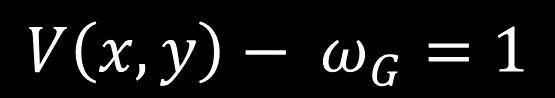 V(x, y) − ω_G = 1